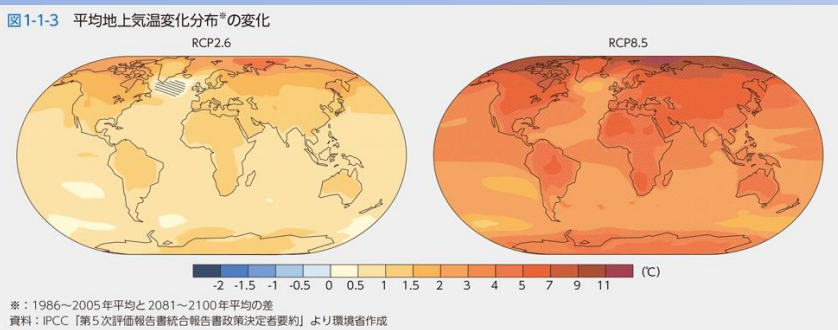 図1-1-3 平均地上気温変化分布※の変化
RCP2.6
RCP8.5
-2 -1.5 -1 -0.5 0 0.5 1 1.5 2 3 4 5 7 9 11 (℃)
※：1986～2005年平均と2081～2100年平均の差
資料：IPCC「第5次評価報告書統合報告書政策決定者要約」より環境省作成